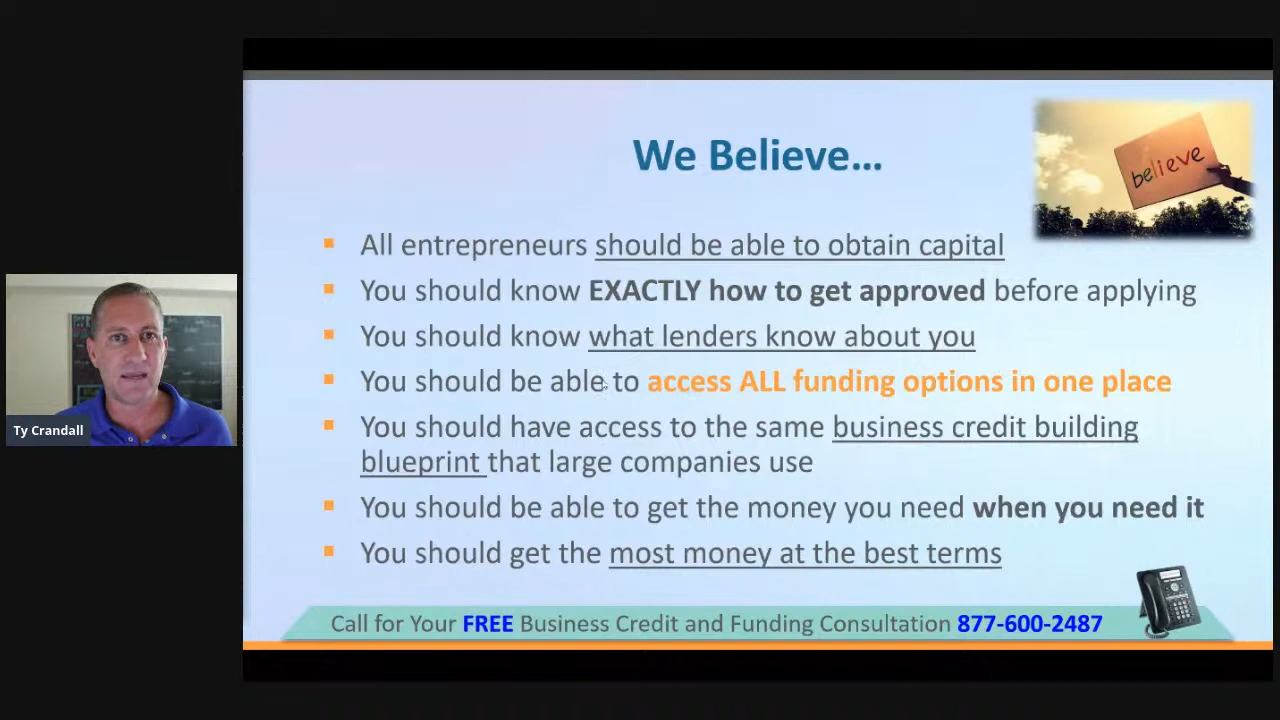 We Believe...
believe
All entrepreneurs should be able to obtain capital
You should know EXACTLY how to get approved before applying
You should know what lenders know about you
You should be able to access ALL funding options in one place
You should have access to the same business credit building
blueprint that large companies use
You should be able to get the money you need when you need it
You should get the most money at the best terms
Ty Crandall
Call for Your FREE Business Credit and Funding Consultation 877-600-2487